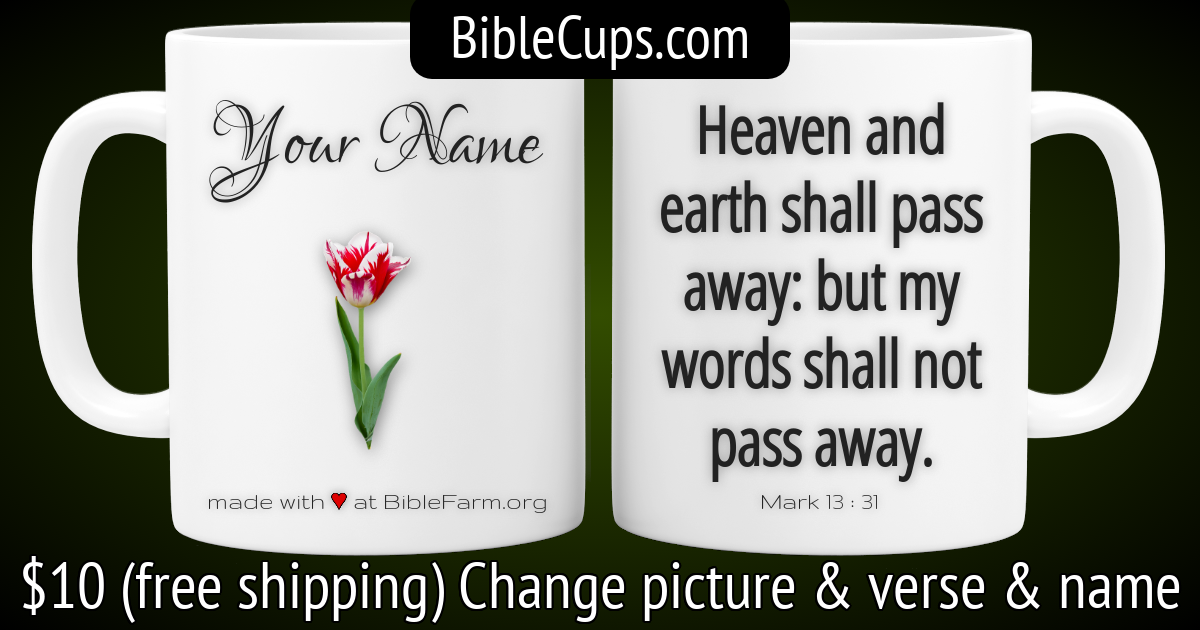 BibleCups.com
Your Name
made with ♥ at BibleFarm.org
Heaven and
earth shall pass
away: but my
words shall not
pass away.
Mark 13 : 31
$10 (free shipping) Change picture & verse & name